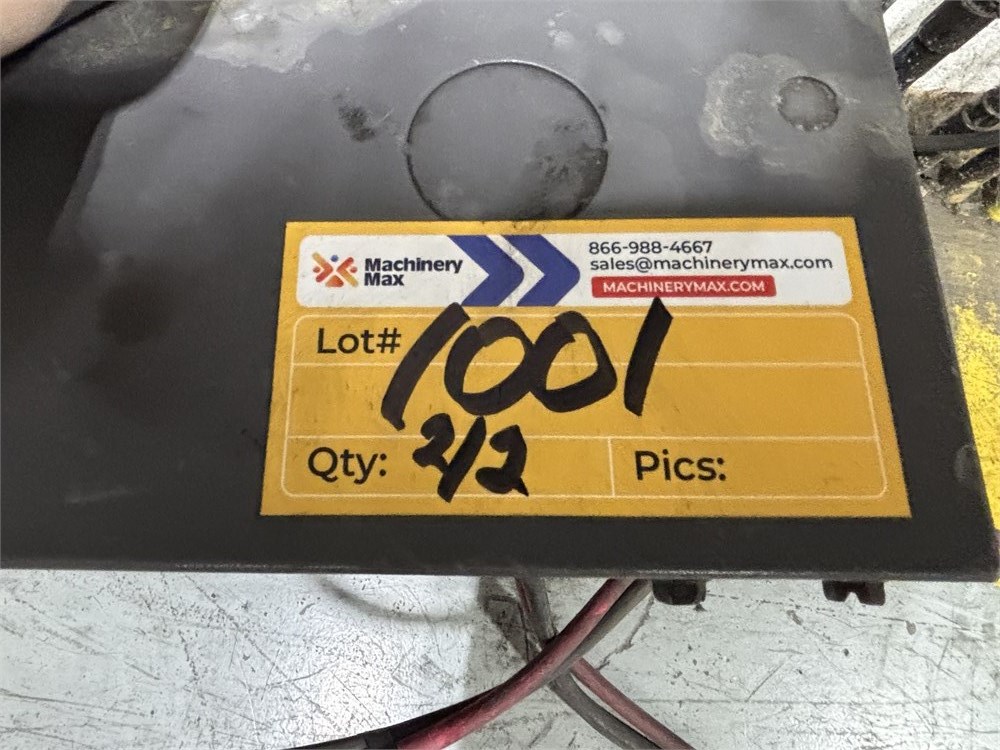 Machinery
Max
866-988-4667
sales@machinerymax.com
MACHINERYMAX.COM
Lot# 1001
Qty: 2/2
Pics: